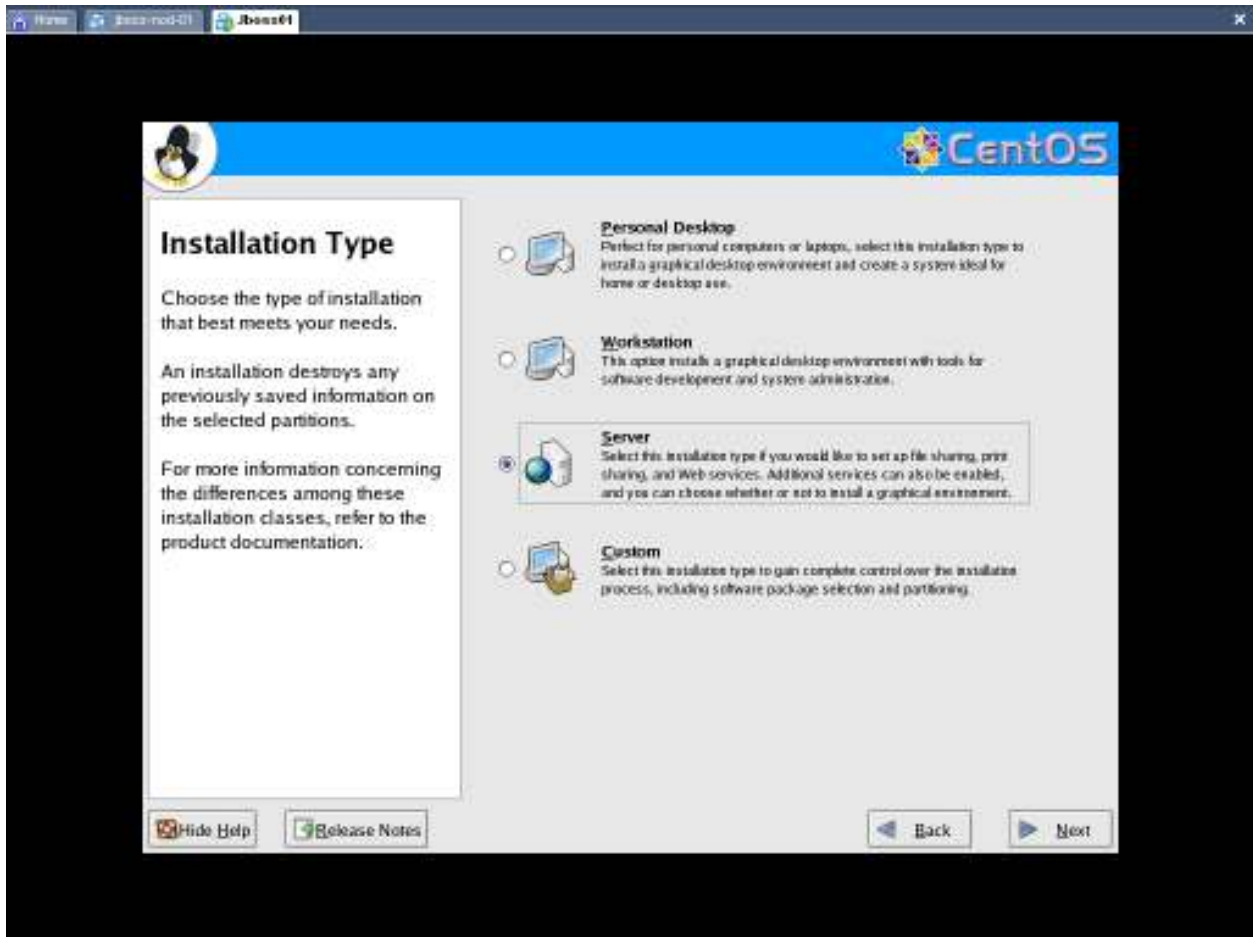 Home
Jboss01
CentOS
Installation Type
Choose the type of installation
that best meets your needs.
An installation destroys any
previously saved information on
the selected partitions.
For more information concerning
the differences among these
installation classes, refer to the
product documentation.
Personal Desktop
Perfect for personal computers or laptops, select this installation type to
install a graphical desktop environment and create a system ideal for
home or desktop use.
Workstation
This option installs a graphical desktop environment with tools for
software development and system administration.
Server
Select this installation type if you would like to set up file sharing, print
sharing, and Web services. Additional services can also be enabled,
and you can choose whether or not to install a graphical environment.
Custom
Select this installation type to gain complete control over the installation
process, including software package selection and partitioning.
Hide Help
Release Notes
Back
Next